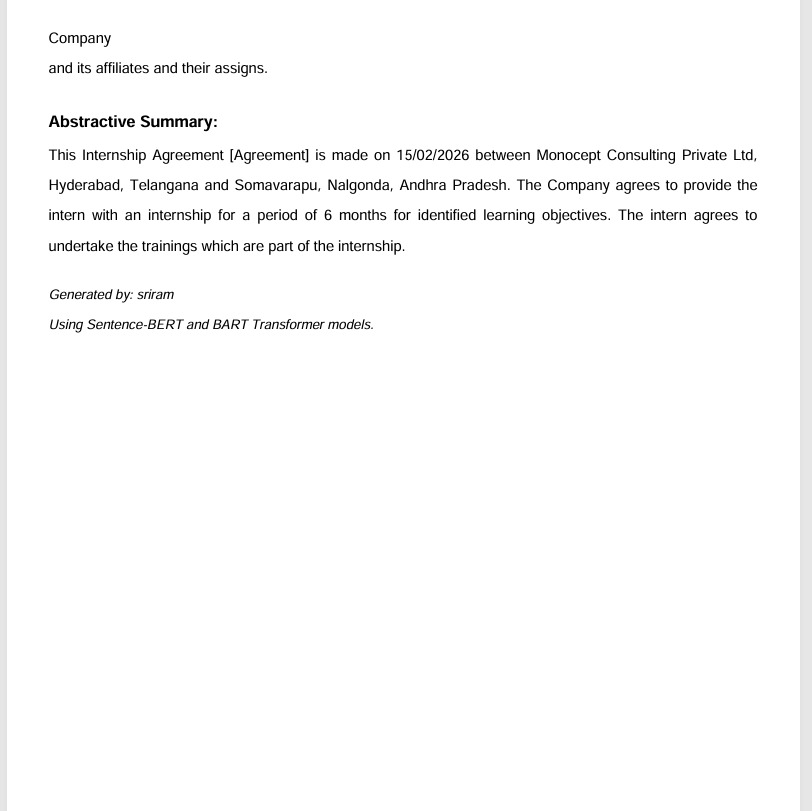 Company
and its affiliates and their assigns.
Abstractive Summary:
This Internship Agreement [Agreement] is made on 15/02/2026 between Monocept Consulting Private Ltd,
Hyderabad, Telangana and Somavarapu, Nalgonda, Andhra Pradesh. The Company agrees to provide the
intern with an internship for a period of 6 months for identified learning objectives. The intern agrees to
undertake the trainings which are part of the internship.
Generated by: sriram
Using Sentence-BERT and BART Transformer models.